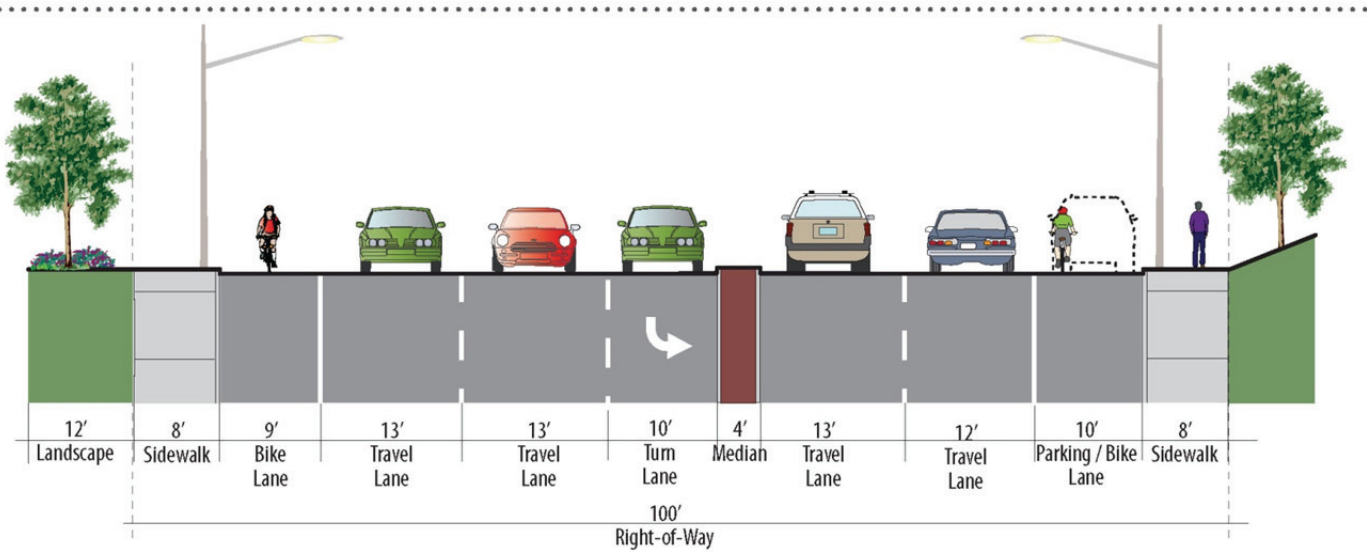 12'
Landscape
8'
Sidewalk
9'
Bike
Lane
13'
Travel
Lane
13'
Travel
Lane
10'
Turn
Lane
4'
Median
13'
Travel
Lane
12'
Travel
Lane
10'
Parking / Bike
Lane
8'
Sidewalk
100'
Right-of-Way